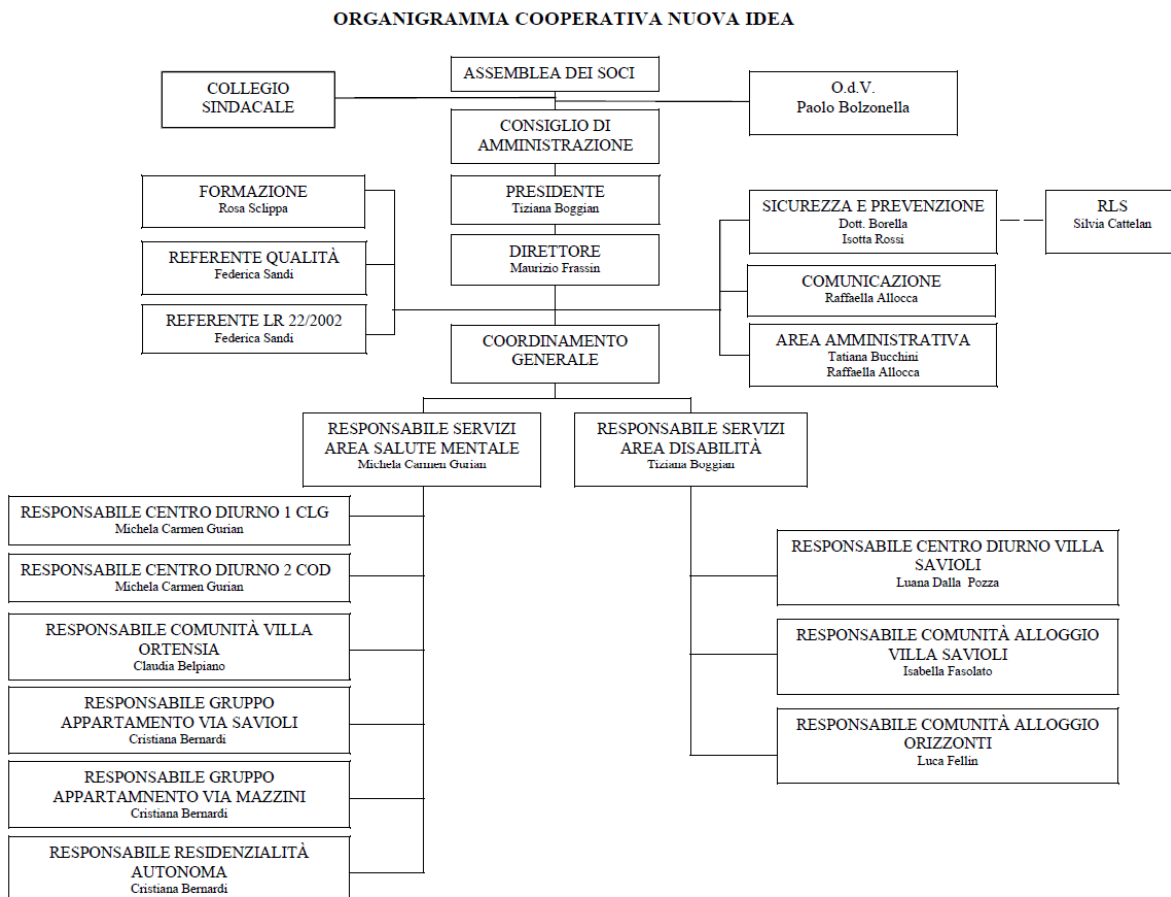 ORGANIGRAMMA COOPERATIVA NUOVA IDEA
ASSEMBLEA DEI SOCI
COLLEGIO
SINDACALE
O.d.V.
Paolo Bolzonella
CONSIGLIO DI
AMMINISTRAZIONE
FORMAZIONE
Rosa Sclippa
PRESIDENTE
Tiziana Boggian
SICUREZZA E PREVENZIONE
Dott. Borella
Isotta Rossi
RLS
Silvia Cattelan
REFERENTE QUALITÀ
Federica Sandi
DIRETTORE
Maurizio Frassin
COMUNICAZIONE
Raffaella Allocca
REFERENTE LR 22/2002
Federica Sandi
COORDINAMENTO
GENERALE
AREA AMMINISTRATIVA
Tatiana Bucchini
Raffaella Allocca
RESPONSABILE SERVIZI
AREA SALUTE MENTALE
Michela Carmen Gurian
RESPONSABILE SERVIZI
AREA DISABILITÀ
Tiziana Boggian
RESPONSABILE CENTRO DIURNO 1 CLG
Michela Carmen Gurian
RESPONSABILE CENTRO DIURNO 2 COD
Michela Carmen Gurian
RESPONSABILE COMUNITÀ VILLA
ORTENSIA
Claudia Belpiano
RESPONSABILE GRUPPO
APPARTAMENTO VIA SAVIOLI
Cristiana Bernardi
RESPONSABILE GRUPPO
APPARTAMNENTO VIA MAZZINI
Cristiana Bernardi
RESPONSABILE RESIDENZIALITÀ
AUTONOMA
Cristiana Bernardi
RESPONSABILE CENTRO DIURNO VILLA
SAVIOLI
Luana Dalla Pozza
RESPONSABILE COMUNITÀ ALLOGGIO
VILLA SAVIOLI
Isabella Fasolato
RESPONSABILE COMUNITÀ ALLOGGIO
ORIZZONTI
Luca Fellin